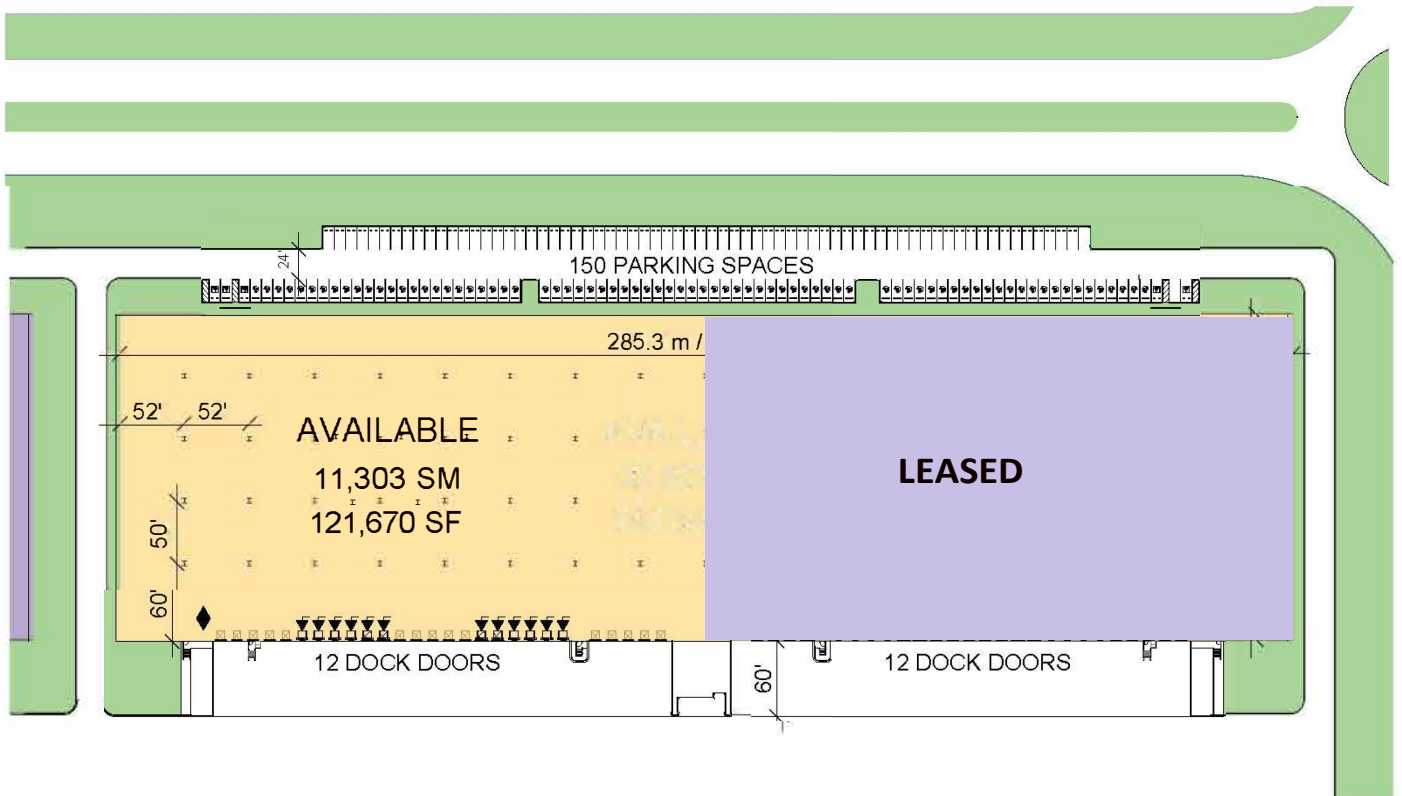 24'
150 PARKING SPACES
285.3 m /
52' 52'
AVAILABLE
11,303 SM
121,670 SF
LEASED
50'
60'
12 DOCK DOORS
12 DOCK DOORS
60'